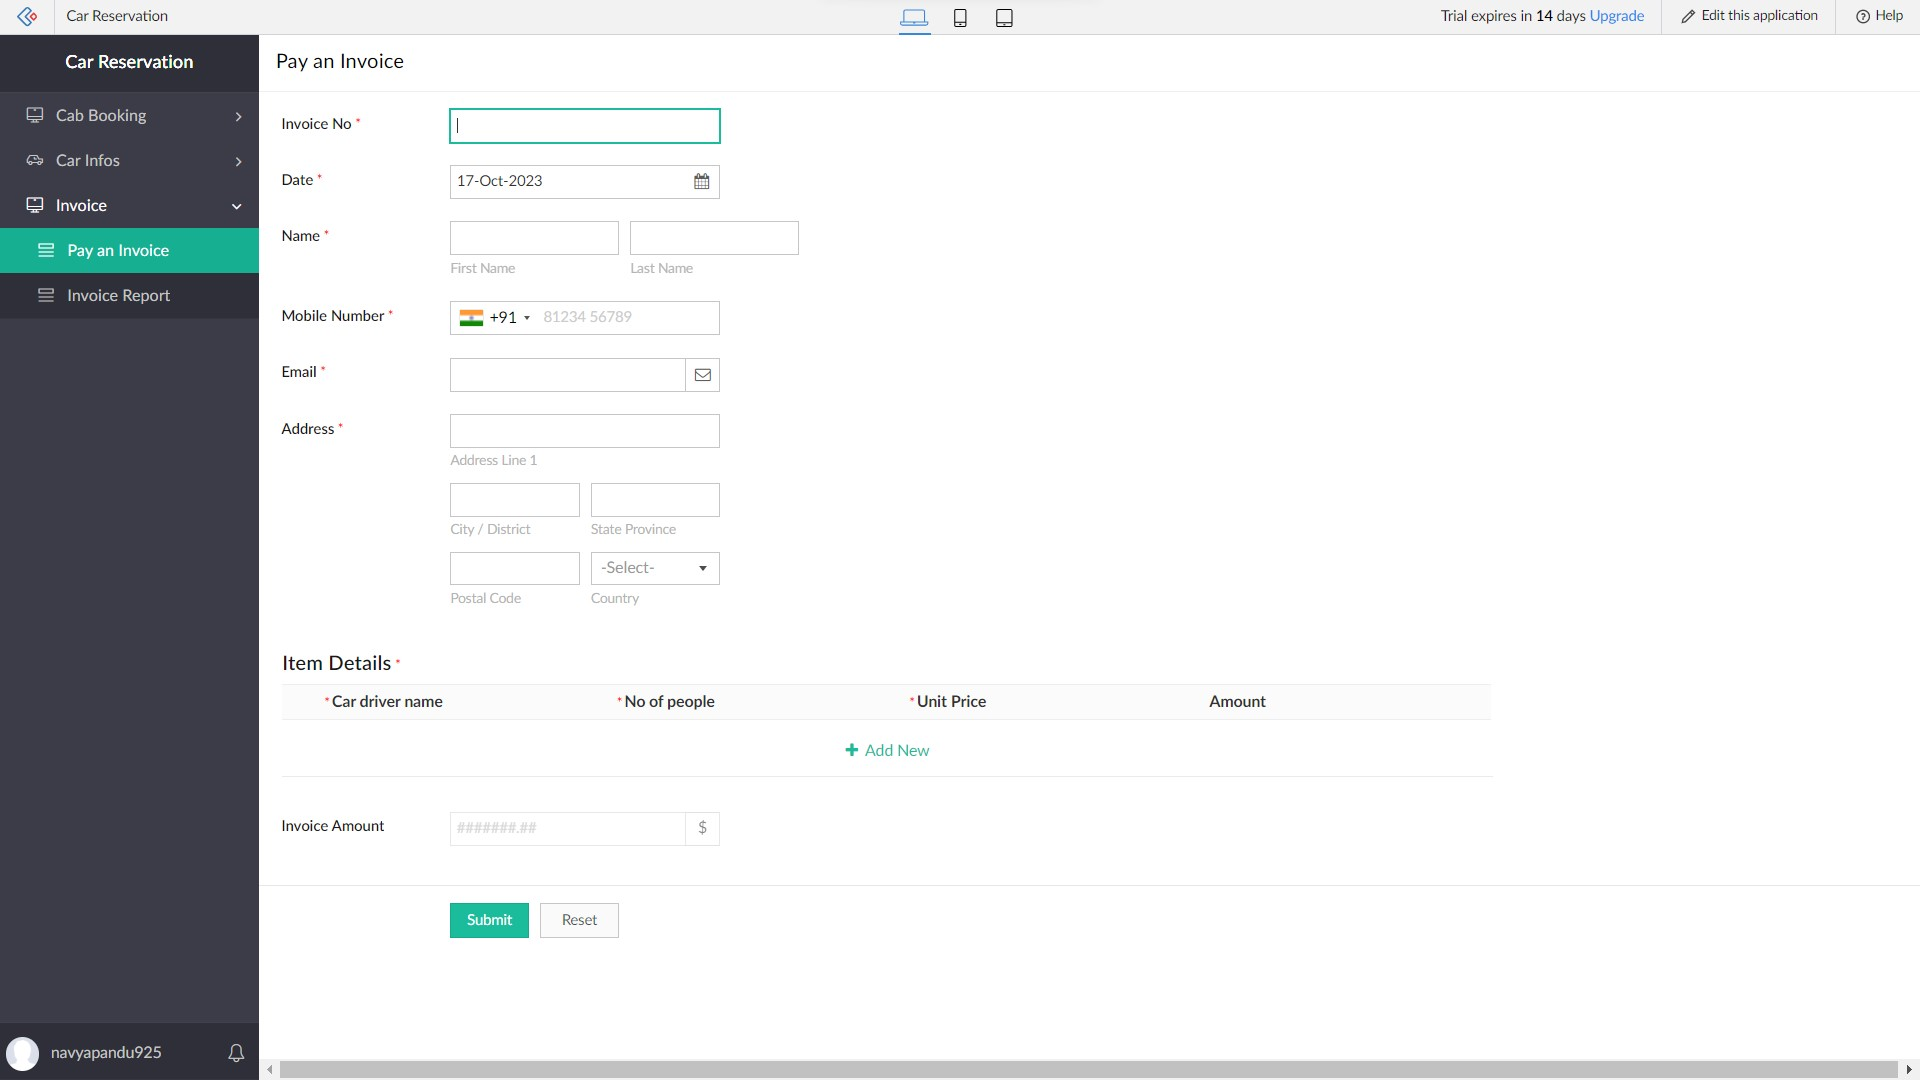 Car Reservation
Trial expires in 14 days Upgrade
Edit this application
Help
Car Reservation
Cab Booking
Car Infos
Invoice
Pay an Invoice
Invoice Report
navyapandu925
Pay an Invoice
Invoice No *
Date * 17-Oct-2023
Name *
First Name Last Name
Mobile Number * +91 81234 56789
Email *
Address *
Address Line 1
City / District State Province
-Select-
Postal Code Country
Item Details *
* Car driver name * No of people * Unit Price Amount
+ Add New
Invoice Amount #######.## $
Submit Reset